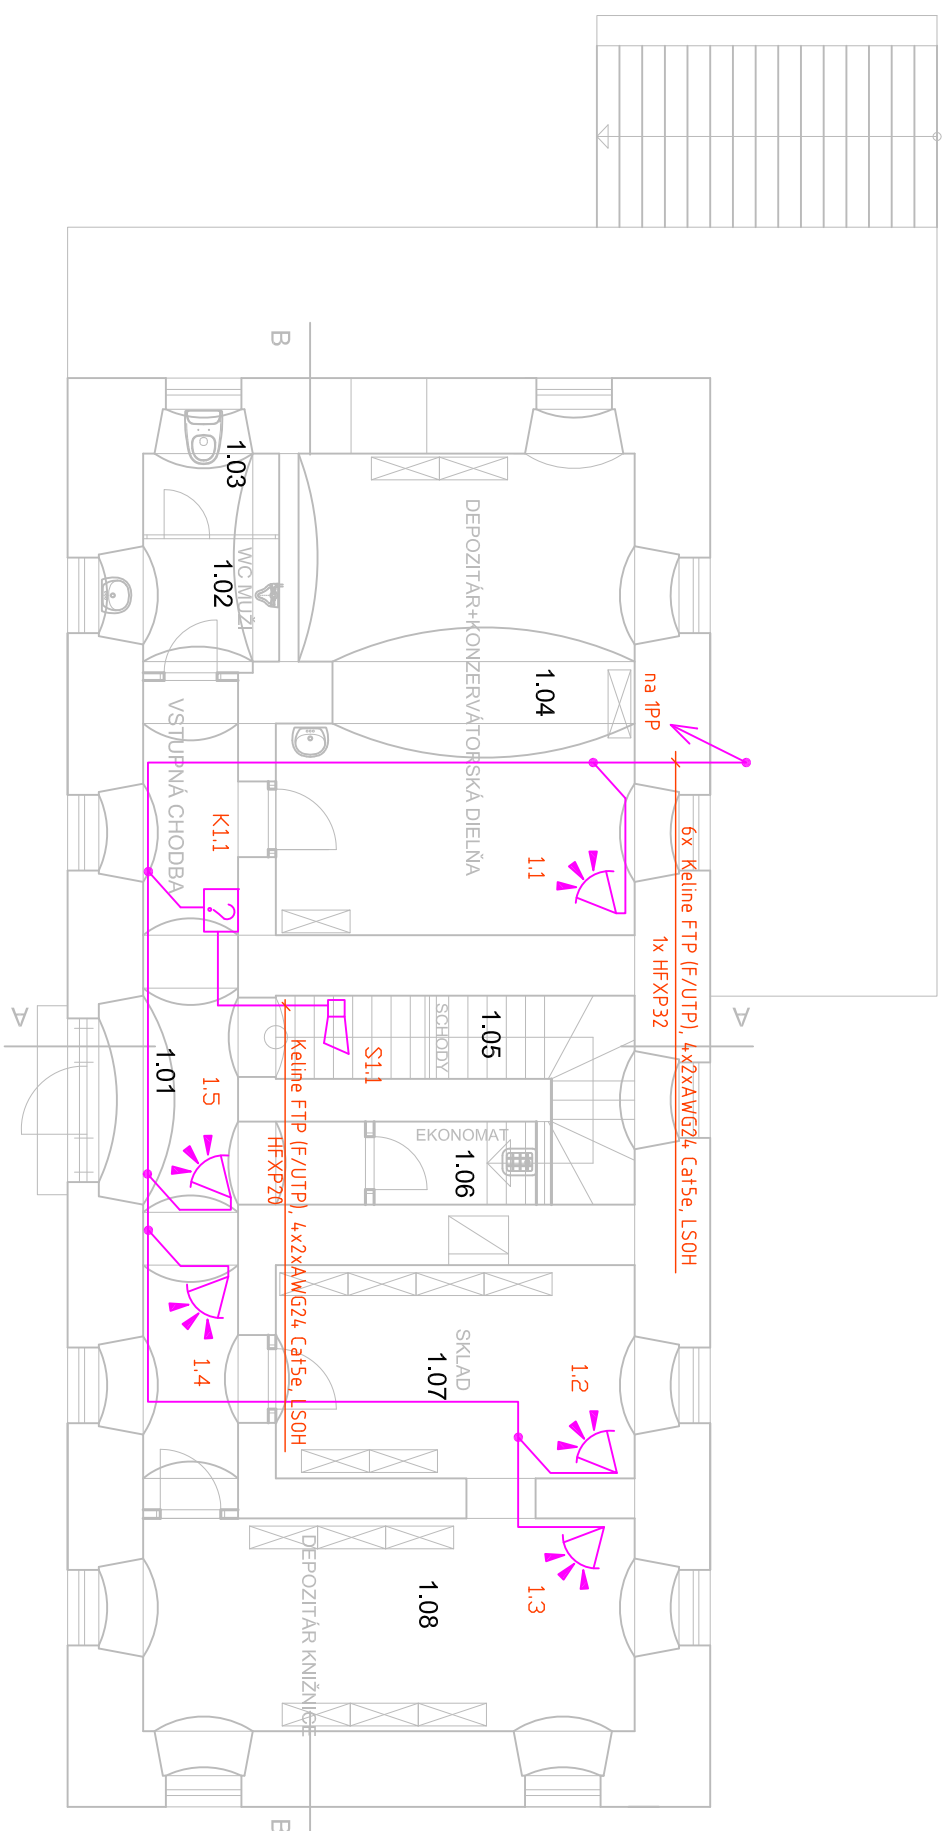 B
1.03
WC MUŽI
1.02
DEPOZITÁR+KONZERVÁTORSKÁ DIELŇA
1.04
na 1PP
6x Keline FTP (F/UTP), 4x2xAWG24 Cat5e, LS0H
1x HFXP32
VSTUPNÁ CHODBA
K1.1
?
1.1
A
A
SCHODY
1.05
S1.1
Keline FTP (F/UTP), 4x2xAWG24 Cat5e, LS0H
HFXP20
1.01
1.5
EKONOMAT
1.06
1.4
SKLAD
1.07
1.2
1.3
DEPOZITÁR KNIŽNICE
1.08
B